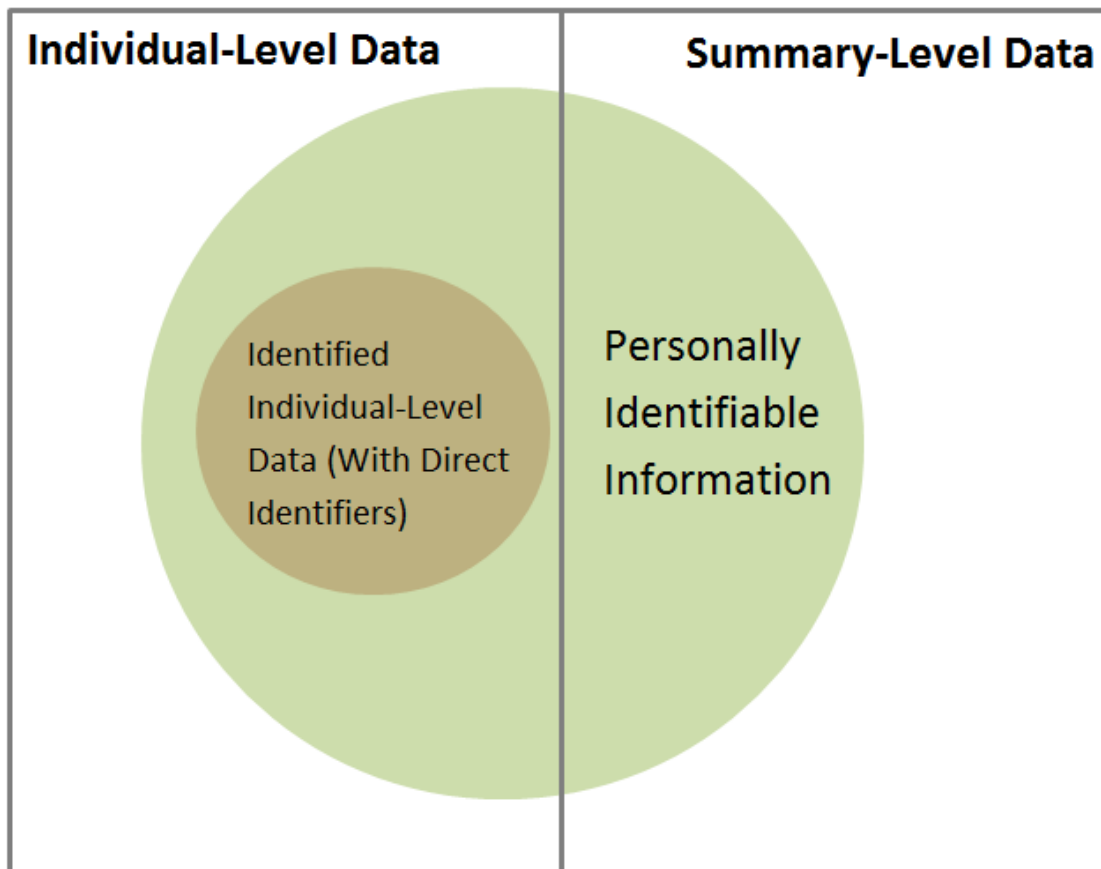 Individual-Level Data
Summary-Level Data
Identified
Individual-Level
Data (With Direct
Identifiers)
Personally
Identifiable
Information